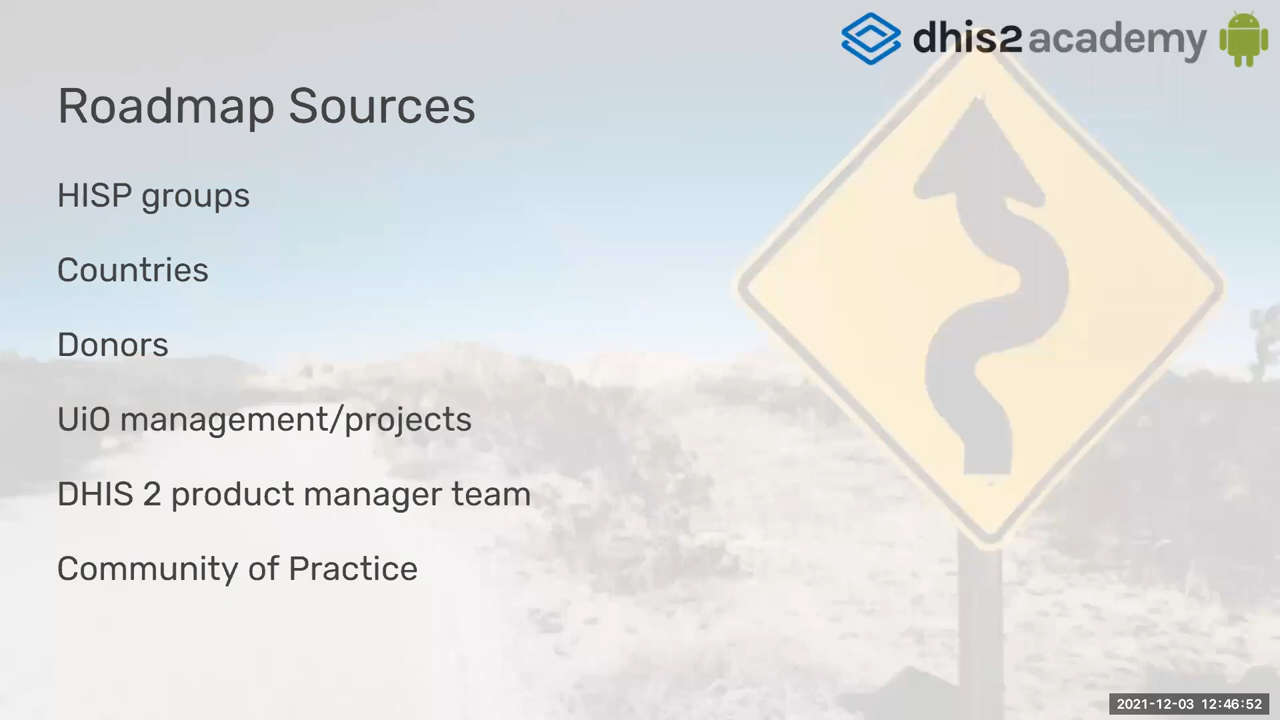 dhis2 academy
Roadmap Sources
HISP groups
Countries
Donors
UiO management/projects
DHIS 2 product manager team
Community of Practice
2021-12-03 12:46:52